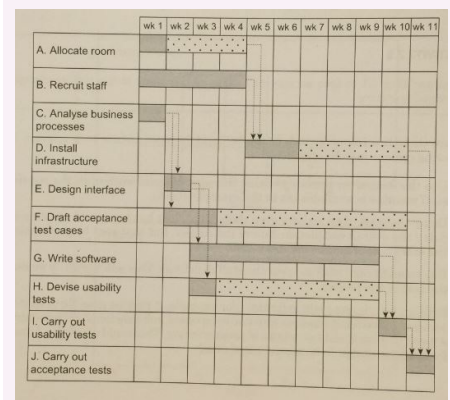 wk 1 wk 2 wk 3 wk 4 wk 5 wk 6 wk 7 wk 8 wk 9 wk 10 wk 11
A. Allocate room
B. Recruit staff
C. Analyse business
processes
D. Install
infrastructure
E. Design interface
F. Draft acceptance
test cases
G. Write software
H. Devise usability
tests
I. Carry out
usability tests
J. Carry out
acceptance tests